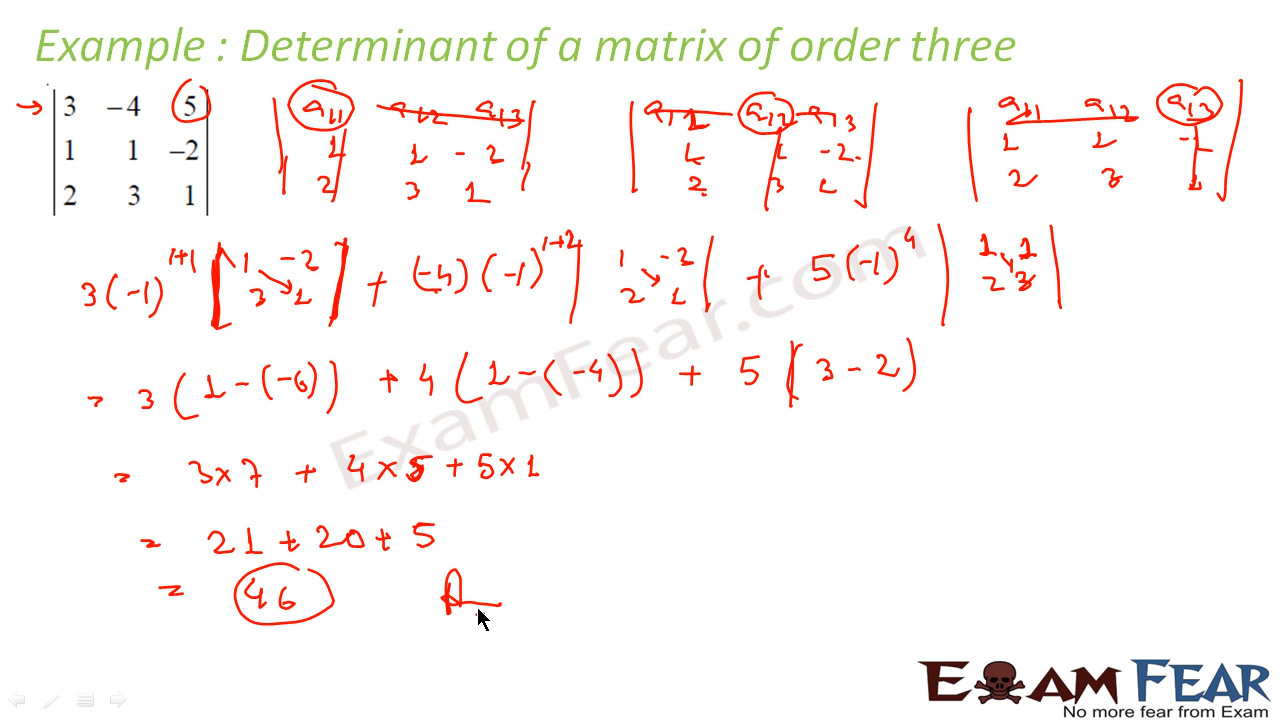 Example : Determinant of a matrix of order three
→ | 3 −4 5 |
| 1 1 −2 |
| 2 3 1 |
| a11 a12 a13 |
| 1 1 -2 |
| 2 3 1 |
| a11 a12 a13 |
| 1 1 -2 |
| 2 3 1 |
| a11 a12 a13 |
| 1 1 -2 |
| 2 3 1 |
3(-1)^1+1 | 1 -2 | + (-4)(-1)^1+2 | 1 -2 | + 5(-1)^4 | 1 1 |
| 3 1 | | 2 1 | | 2 3 |
= 3 (1-(-6)) + 4 (1-(-4)) + 5 (3-2)
= 3×7 + 4×5 + 5×1
= 21 + 20 + 5
= 46
ExamFear.com
EXAM FEAR
No more fear from Exam